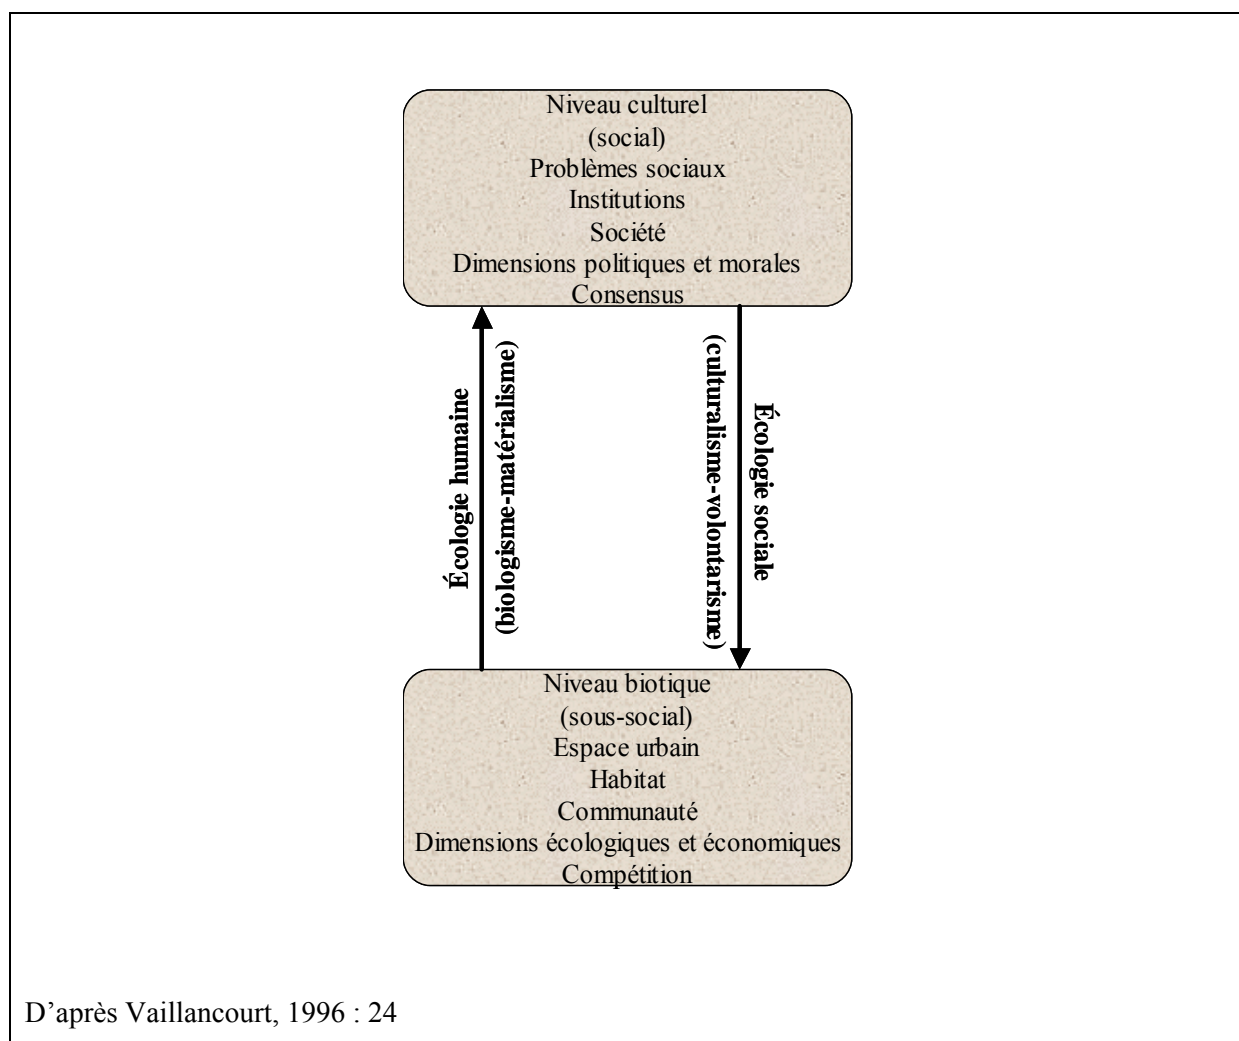 Niveau culturel
(social)
Problèmes sociaux
Institutions
Société
Dimensions politiques et morales
Consensus
Écologie humaine
(biologisme-matérialisme)
(culturalisme-volontarisme)
Écologie sociale
Niveau biotique
(sous-social)
Espace urbain
Habitat
Communauté
Dimensions écologiques et économiques
Compétition
D’après Vaillancourt, 1996 : 24